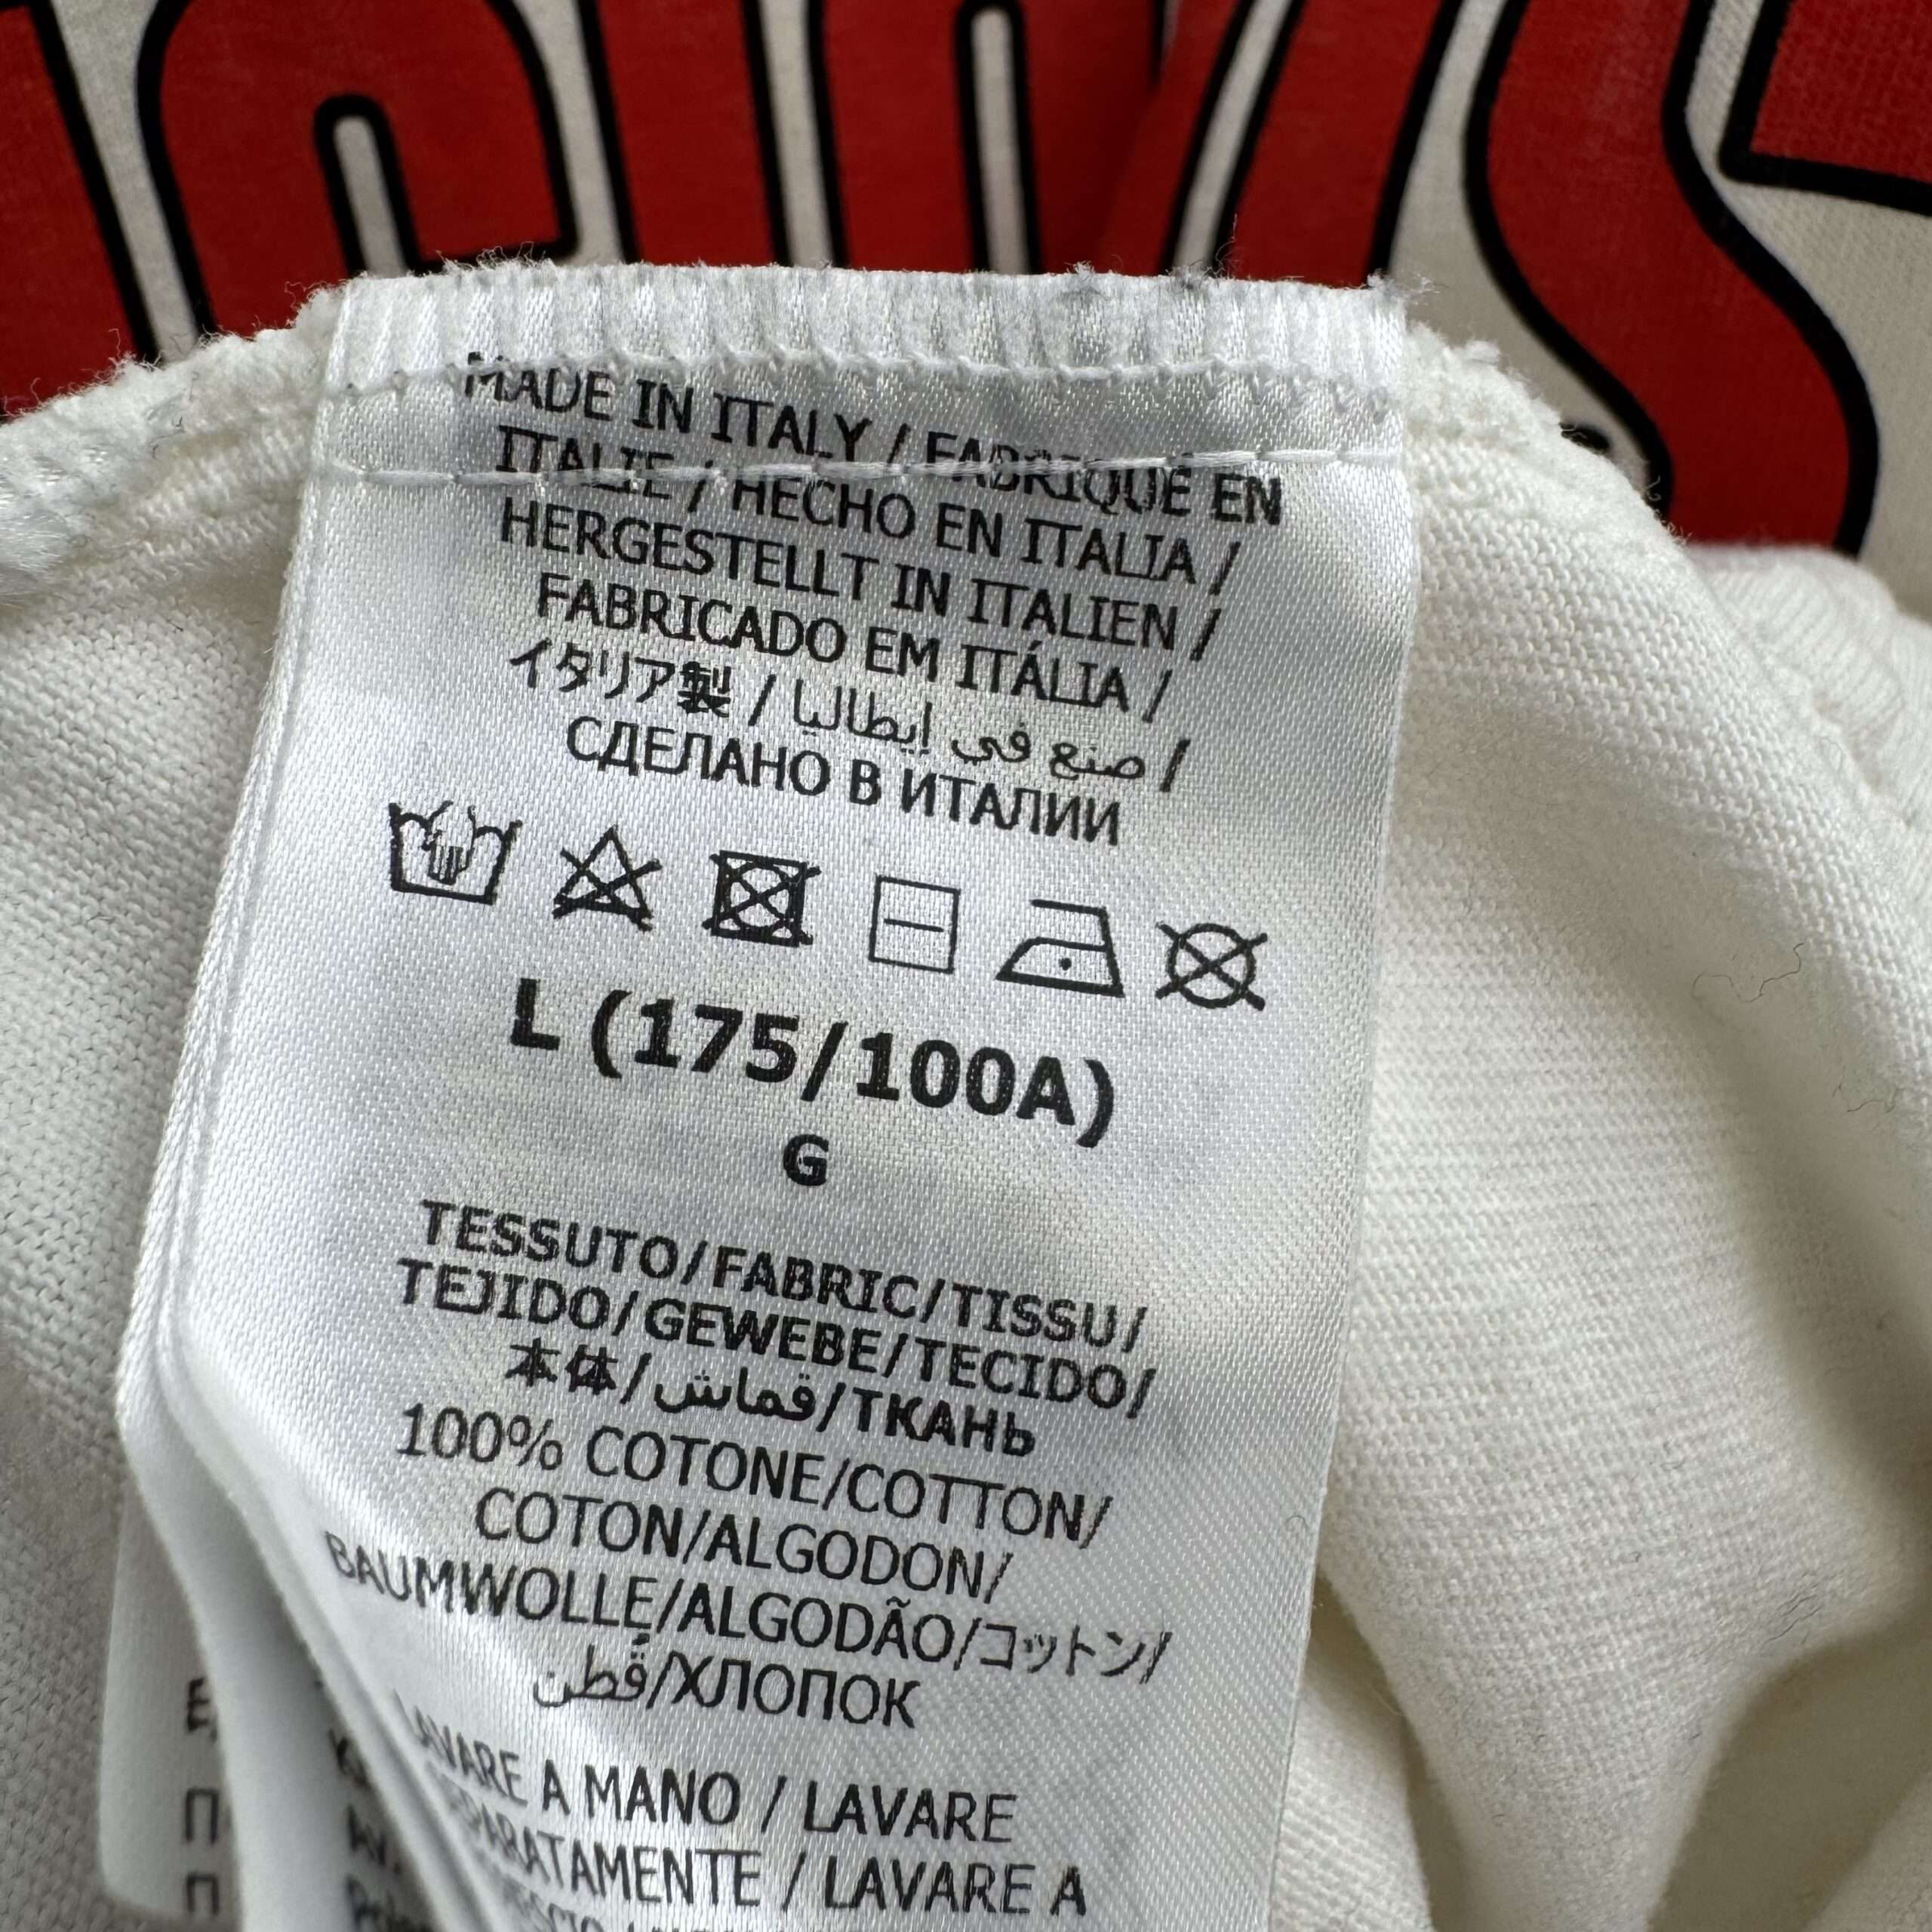 MADE IN ITALY / FABRIQUÉ EN
ITALIE / HECHO EN ITALIA /
HERGESTELLT IN ITALIEN /
FABRICADO EM ITÁLIA /
イタリア製 / صنع في إيطاليا /
СДЕЛАНО В ИТАЛИИ
L (175/100A)
G
TESSUTO/FABRIC/TISSU/
TEJIDO/GEWEBE/TECIDO/
本体/قماش/ТКАНЬ
100% COTONE/COTTON/
COTON/ALGODON/
BAUMWOLLE/ALGODÃO/コットン/
قطن/ХЛОПОК
LAVARE A MANO / LAVARE
SEPARATAMENTE / LAVARE A